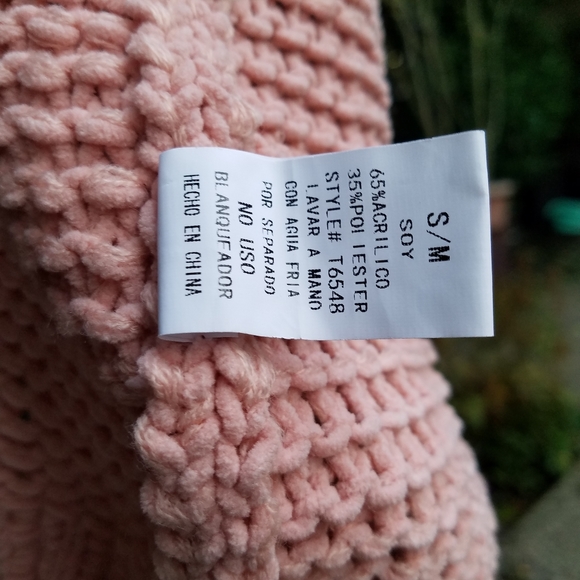 S/M
SOY
65%ACRILICO
35%POLIESTER
STYLE# T6548
LAVAR A MANO
CON AGUA FRIA
POR SEPARADO
NO USO
BLANQUEADOR
HECHO EN CHINA